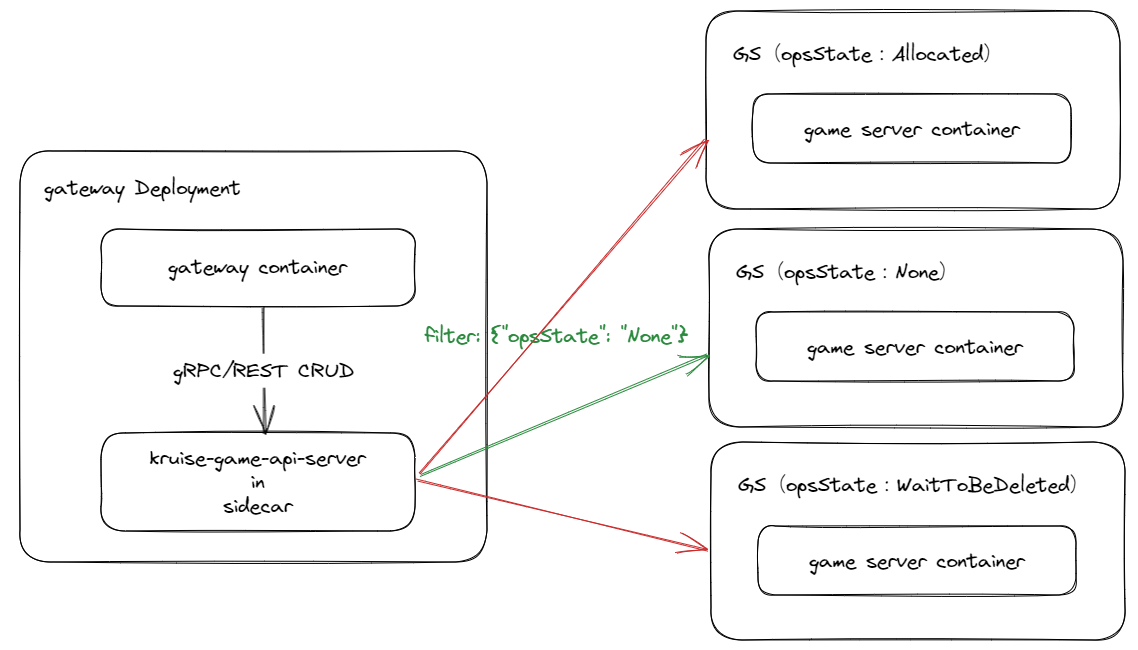 gateway Deployment
gateway container
gRPC/REST CRUD
kruise-game-api-server
in
sidecar
filter: {"opsState": "None"}
GS (opsState : Allocated)
game server container
GS (opsState : None)
game server container
GS (opsState : WaitToBeDeleted)
game server container